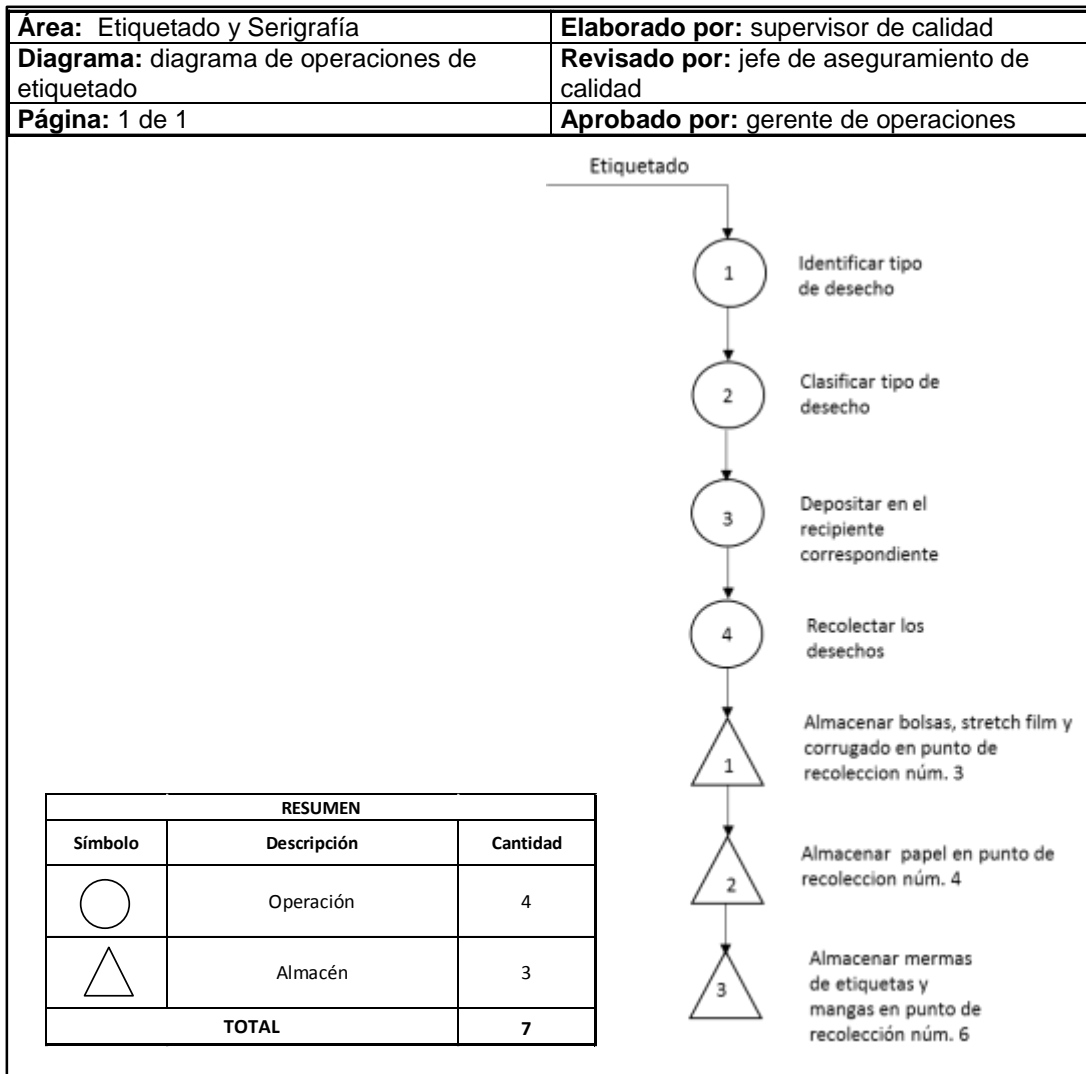 Área: Etiquetado y Serigrafía
Elaborado por: supervisor de calidad
Diagrama: diagrama de operaciones de
etiquetado
Revisado por: jefe de aseguramiento de
calidad
Página: 1 de 1
Aprobado por: gerente de operaciones
Etiquetado
1
Identificar tipo
de desecho
2
Clasificar tipo de
desecho
3
Depositar en el
recipiente
correspondiente
4
Recolectar los
desechos
1
Almacenar bolsas, stretch film y
corrugado en punto de
recoleccion núm. 3
2
Almacenar papel en punto de
recoleccion núm. 4
3
Almacenar mermas
de etiquetas y
mangas en punto de
recolección núm. 6
RESUMEN
Símbolo Descripción Cantidad
Operación 4
Almacén 3
TOTAL 7